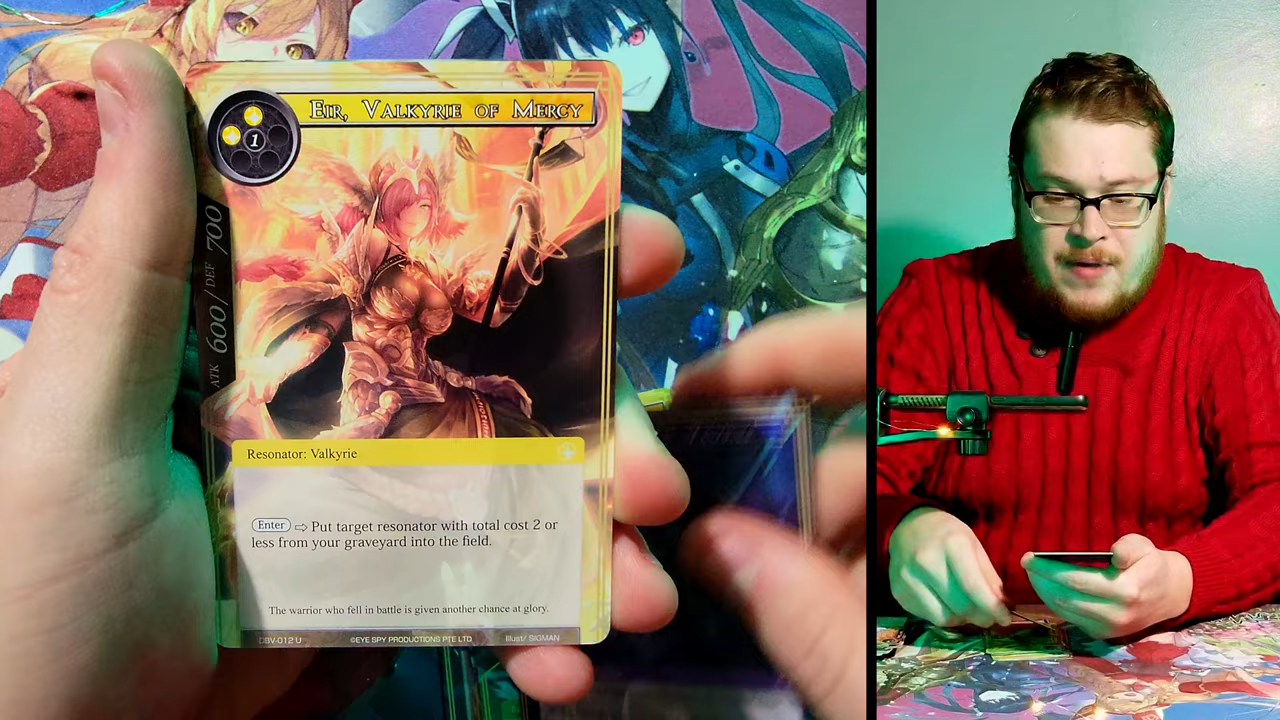 Eir, Valkyrie of Mercy
1
ATK 600 / DEF 700
Resonator: Valkyrie
Enter ⇨ Put target resonator with total cost 2 or
less from your graveyard into the field.
The warrior who fell in battle is given another chance at glory.
DBV-012 U ©EYE SPY PRODUCTIONS PTE LTD Illust/ SIGMAN